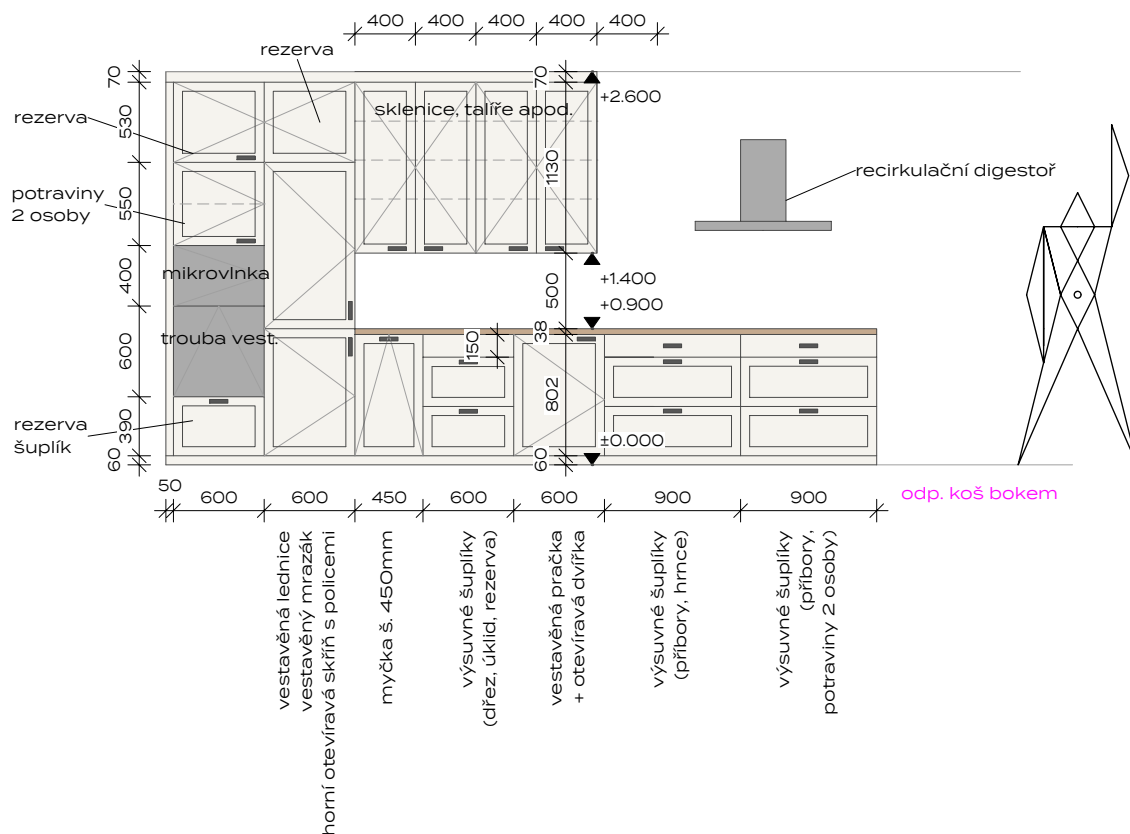 400 400 400 400 400
rezerva
70
70
+2.600
sklenice, talíře apod.
rezerva
530
1130
recirkulační digestoř
potraviny
2 osoby
550
mikrovlnka
400
+1.400
500
+0.900
trouba vest.
38
150
600
802
rezerva
šuplík
390
±0.000
60
60
50
600 600 450 600 600 900 900
odp. koš bokem
vestavěná lednice
vestavěný mrazák
horní otevíravá skříň s policemi
myčka š. 450mm
výsuvné šuplíky
(dřez, úklid, rezerva)
vestavěná pračka
+ otevíravá dvířka
výsuvné šuplíky
(příbory, hrnce)
výsuvné šuplíky
(příbory,
potraviny 2 osoby)